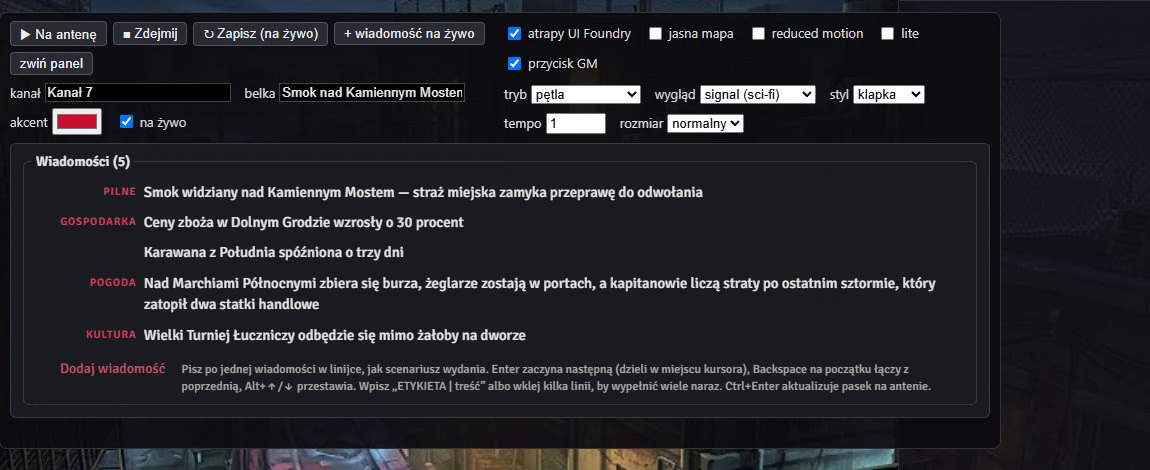 ▶ Na antenę ■ Zdejmij ↻ Zapisz (na żywo) + wiadomość na żywo
zwiń panel
atrapy UI Foundry jasna mapa reduced motion lite
przycisk GM
kanał Kanał 7 belka Smok nad Kamiennym Mostem
tryb pętla wygląd signal (sci-fi) styl klapka
akcent na żywo
tempo 1 rozmiar normalny
Wiadomości (5)
PILNE Smok widziany nad Kamiennym Mostem — straż miejska zamyka przeprawę do odwołania
GOSPODARKA Ceny zboża w Dolnym Grodzie wzrosły o 30 procent
Karawana z Południa spóźniona o trzy dni
POGODA Nad Marchiami Północnymi zbiera się burza, żeglarze zostają w portach, a kapitanowie liczą straty po ostatnim sztormie, który
zatopił dwa statki handlowe
KULTURA Wielki Turniej Łuczniczy odbędzie się mimo żałoby na dworze
Dodaj wiadomość Pisz po jednej wiadomości w linijce, jak scenariusz wydania. Enter zaczyna następną (dzieli w miejscu kursora), Backspace na początku łączy z
poprzednią, Alt+↑/↓ przestawia. Wpisz „ETYKIETA | treść” albo wklej kilka linii, by wypełnić wiele naraz. Ctrl+Enter aktualizuje pasek na antenie.